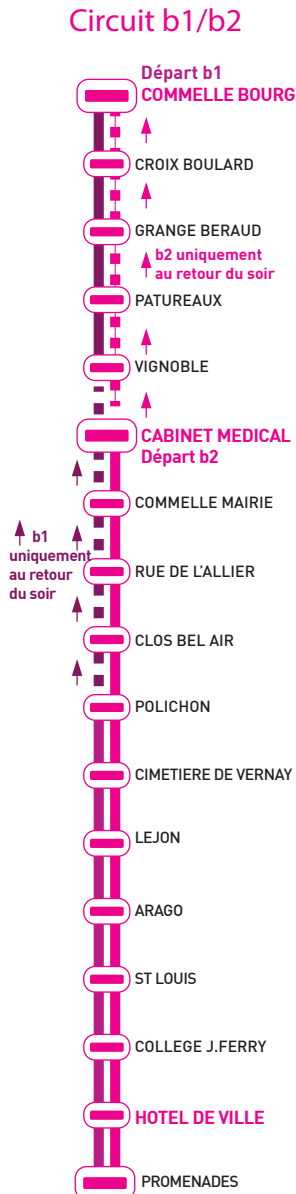 Circuit b1/b2
Départ b1
COMMELLE BOURG
CROIX BOULARD
GRANGE BERAUD
b2 uniquement
au retour du soir
PATUREAUX
VIGNOBLE
CABINET MEDICAL
Départ b2
COMMELLE MAIRIE
b1
uniquement
au retour
du soir
RUE DE L'ALLIER
CLOS BEL AIR
POLICHON
CIMETIERE DE VERNAY
LEJON
ARAGO
ST LOUIS
COLLEGE J.FERRY
HOTEL DE VILLE
PROMENADES